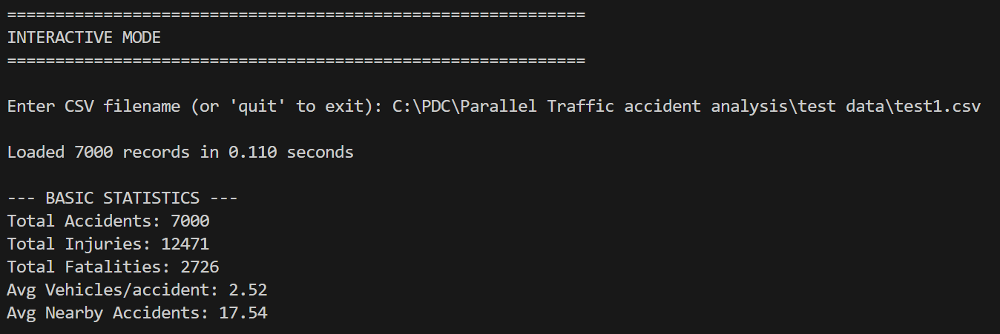 ============================================================
INTERACTIVE MODE
============================================================
Enter CSV filename (or 'quit' to exit): C:\PDC\Parallel Traffic accident analysis\test data\test1.csv
Loaded 7000 records in 0.110 seconds
--- BASIC STATISTICS ---
Total Accidents: 7000
Total Injuries: 12471
Total Fatalities: 2726
Avg Vehicles/accident: 2.52
Avg Nearby Accidents: 17.54